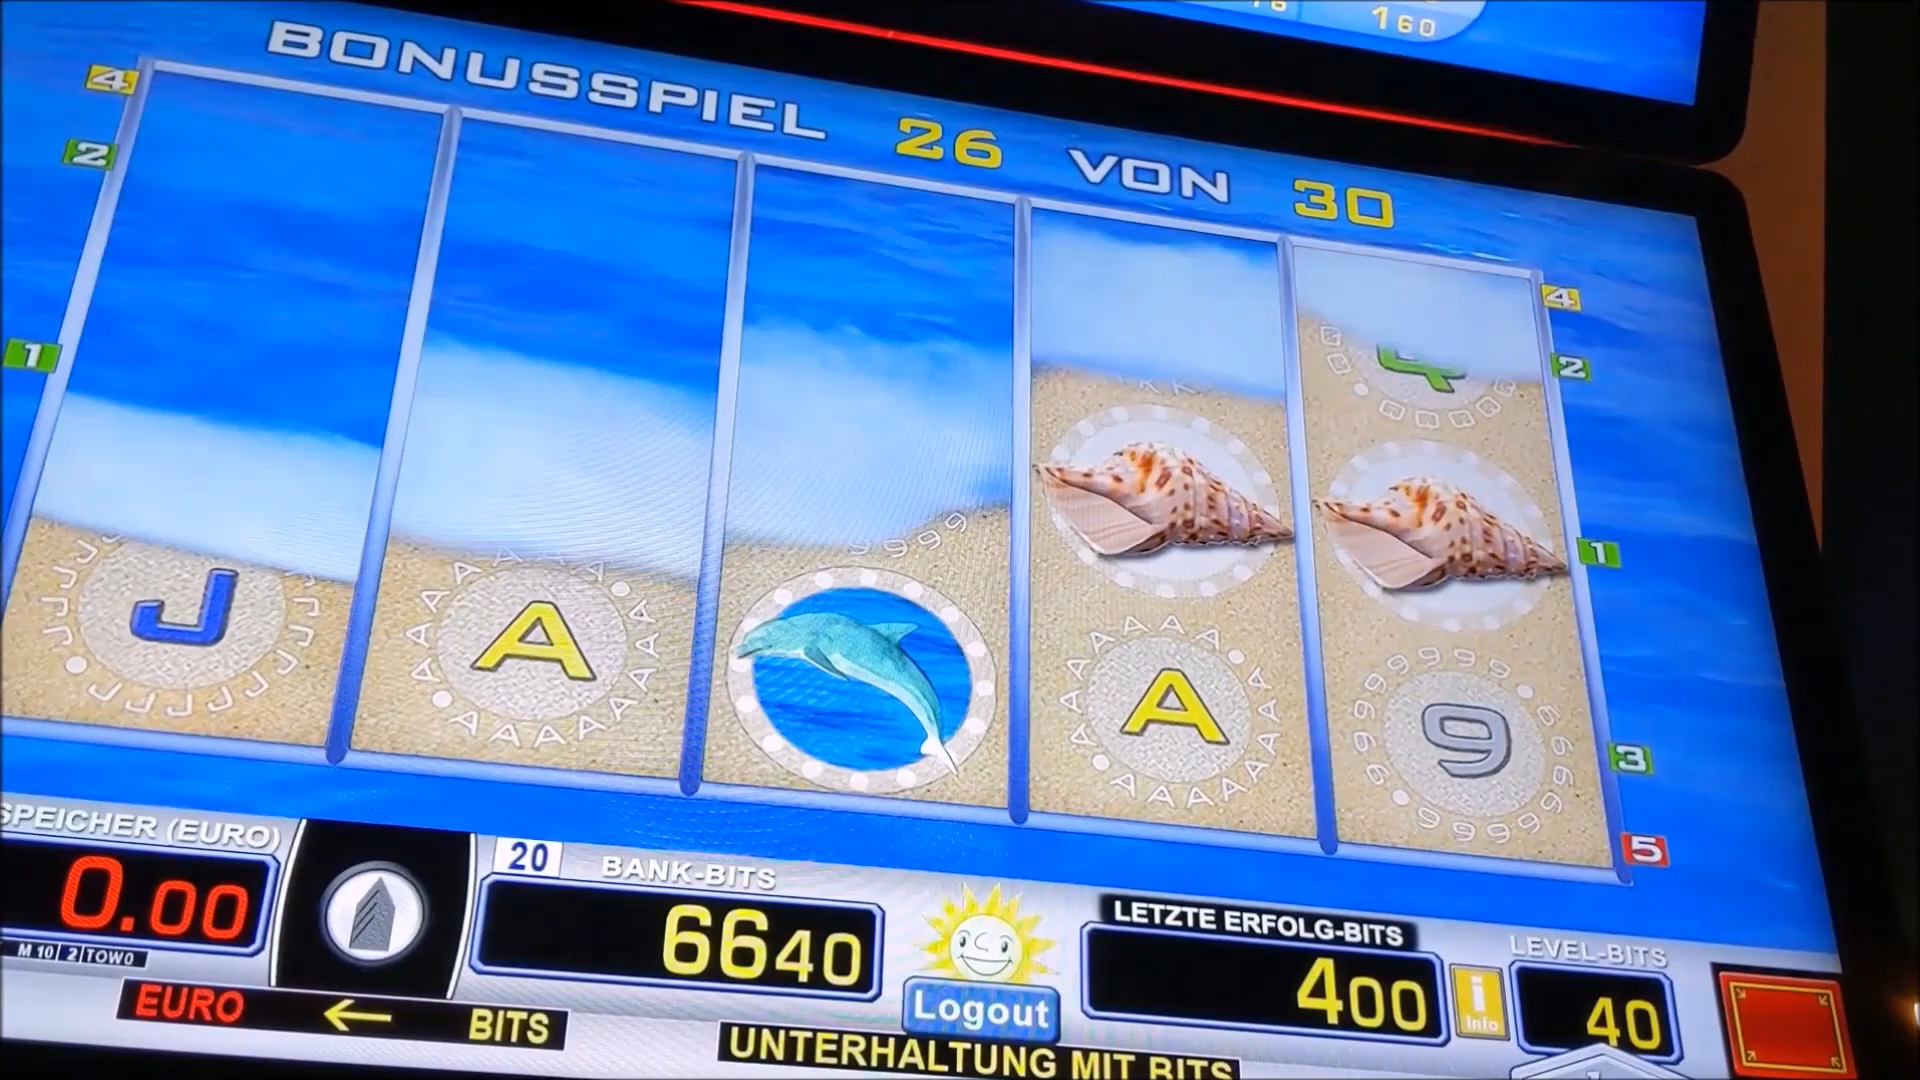 160
BONUSSPIEL 26 VON 30
4
2
1
4
2
1
3
5
J
A
A
9
SPEICHER (EURO)
0.00
M 10 2 TOW0
EURO ← BITS
20 BANK-BITS
6640
Logout
UNTERHALTUNG MIT BITS
LETZTE ERFOLG-BITS
400
i
Info
LEVEL-BITS
40